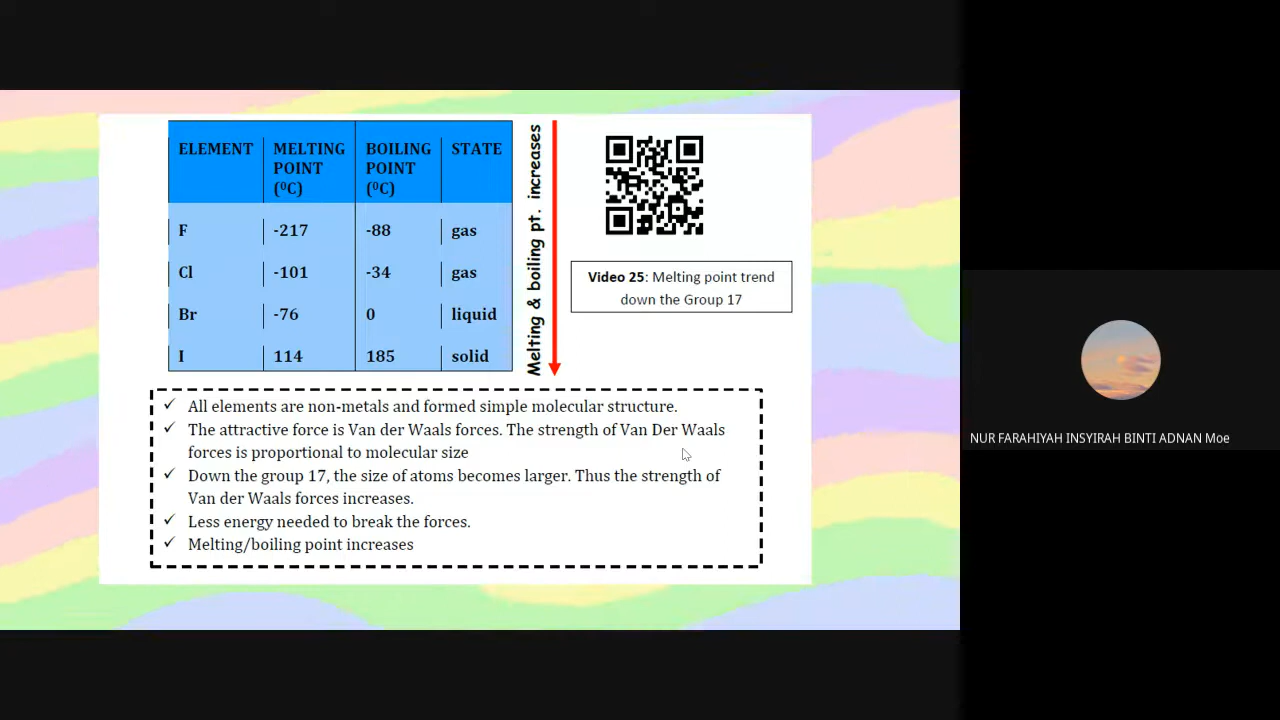 ELEMENT MELTING POINT (⁰C) BOILING POINT (⁰C) STATE
F -217 -88 gas
Cl -101 -34 gas
Br -76 0 liquid
I 114 185 solid
Melting & boiling pt. increases
Video 25: Melting point trend
down the Group 17
✓ All elements are non-metals and formed simple molecular structure.
✓ The attractive force is Van der Waals forces. The strength of Van Der Waals
forces is proportional to molecular size
✓ Down the group 17, the size of atoms becomes larger. Thus the strength of
Van der Waals forces increases.
✓ Less energy needed to break the forces.
✓ Melting/boiling point increases
NUR FARAHIYAH INSYIRAH BINTI ADNAN Moe